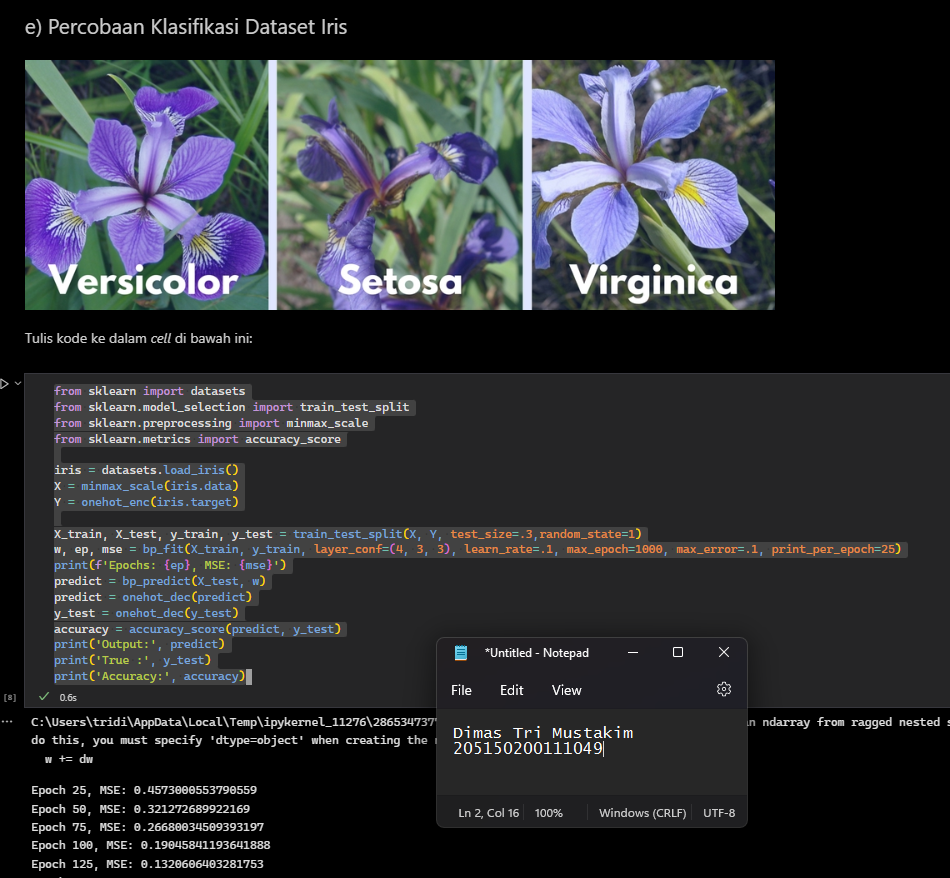 e) Percobaan Klasifikasi Dataset Iris
Versicolor
Setosa
Virginica
Tulis kode ke dalam cell di bawah ini:
from sklearn import datasets
from sklearn.model_selection import train_test_split
from sklearn.preprocessing import minmax_scale
from sklearn.metrics import accuracy_score
iris = datasets.load_iris()
X = minmax_scale(iris.data)
Y = onehot_enc(iris.target)
X_train, X_test, y_train, y_test = train_test_split(X, Y, test_size=.3,random_state=1)
w, ep, mse = bp_fit(X_train, y_train, layer_conf=(4, 3, 3), learn_rate=.1, max_epoch=1000, max_error=.1, print_per_epoch=25)
print(f'Epochs: {ep}, MSE: {mse}')
predict = bp_predict(X_test, w)
predict = onehot_dec(predict)
y_test = onehot_dec(y_test)
accuracy = accuracy_score(predict, y_test)
print('Output:', predict)
print('True :', y_test)
print('Accuracy:', accuracy)
[8]
0.6s
*Untitled - Notepad
File Edit View
Dimas Tri Mustakim
205150200111049
Ln 2, Col 16 100% Windows (CRLF) UTF-8
C:\Users\tridi\AppData\Local\Temp\ipykernel_11276\286534737 an ndarray from ragged nested
do this, you must specify 'dtype=object' when creating the
w += dw
Epoch 25, MSE: 0.4573000553790559
Epoch 50, MSE: 0.321272689922169
Epoch 75, MSE: 0.26680034509393197
Epoch 100, MSE: 0.19045841193641888
Epoch 125, MSE: 0.1320606403281753